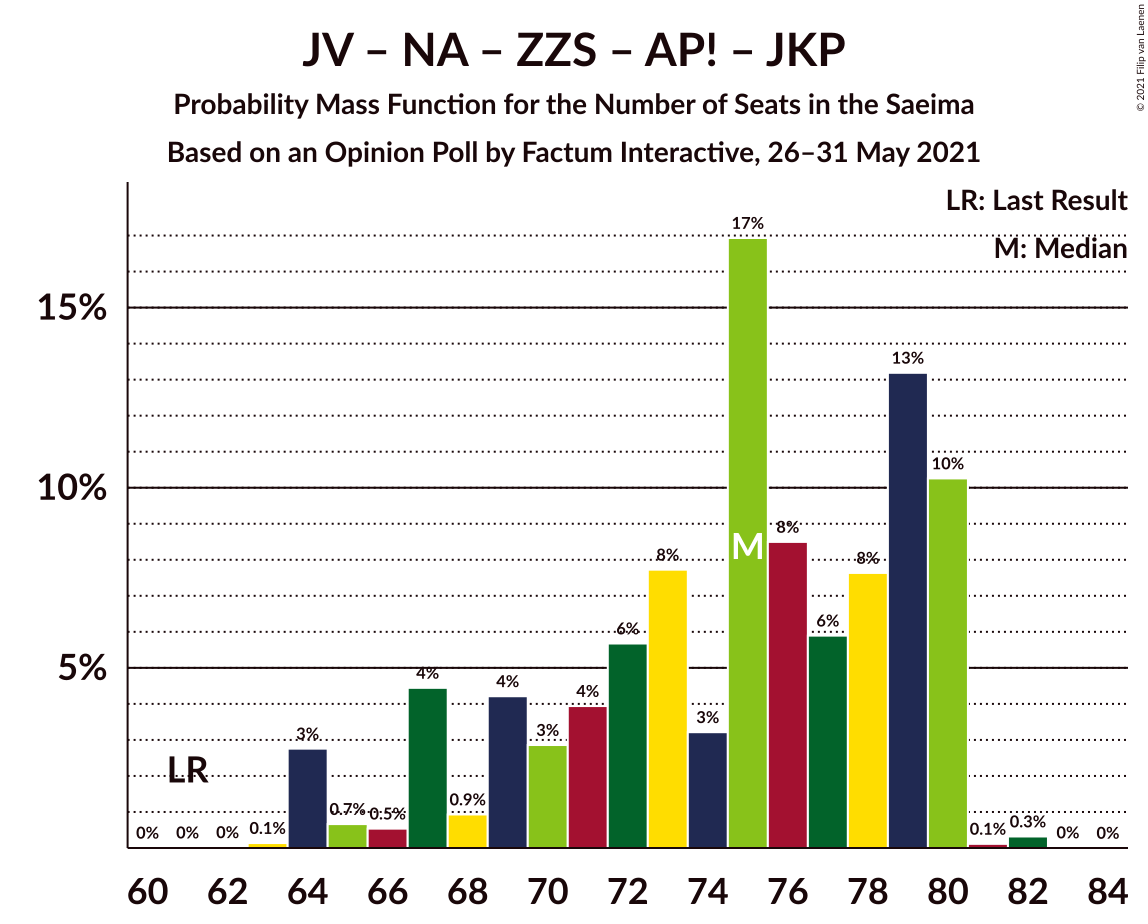 JV – NA – ZZS – AP! – JKP
Probability Mass Function for the Number of Seats in the Saeima
Based on an Opinion Poll by Factum Interactive, 26–31 May 2021
© 2021 Filip van Laenen
LR: Last Result
M: Median
15%
10%
5%
0% 0% 0% 0.1% 3% 0.7% 0.5% 4% 0.9% 4% 3% 4% 6% 8% 3% 17% 8% 6% 8% 13% 10% 0.1% 0.3% 0% 0%
LR
M
60 62 64 66 68 70 72 74 76 78 80 82 84